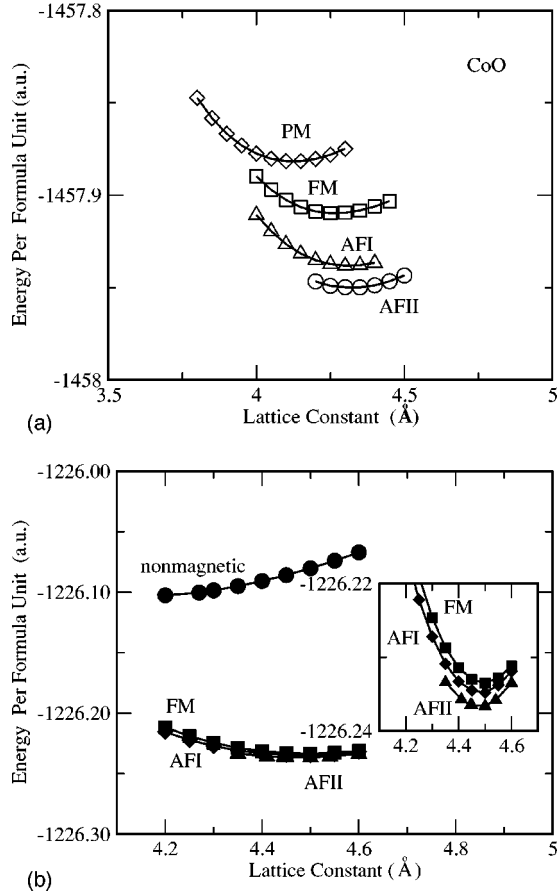 -1457.8
CoO
PM
FM
AFI
AFII
-1457.9
-1458
3.5 4 4.5 5
Energy Per Formula Unit (a.u.)
Lattice Constant (Å)
(a)
-1226.00
nonmagnetic
-1226.10
-1226.20
-1226.30
FM
AFI
AFII
-1226.22
FM
AFI
AFII
-1226.24
4.2 4.4 4.6
4 4.2 4.4 4.6 4.8 5
Energy Per Formula Unit (a.u.)
Lattice Constant (Å)
(b)